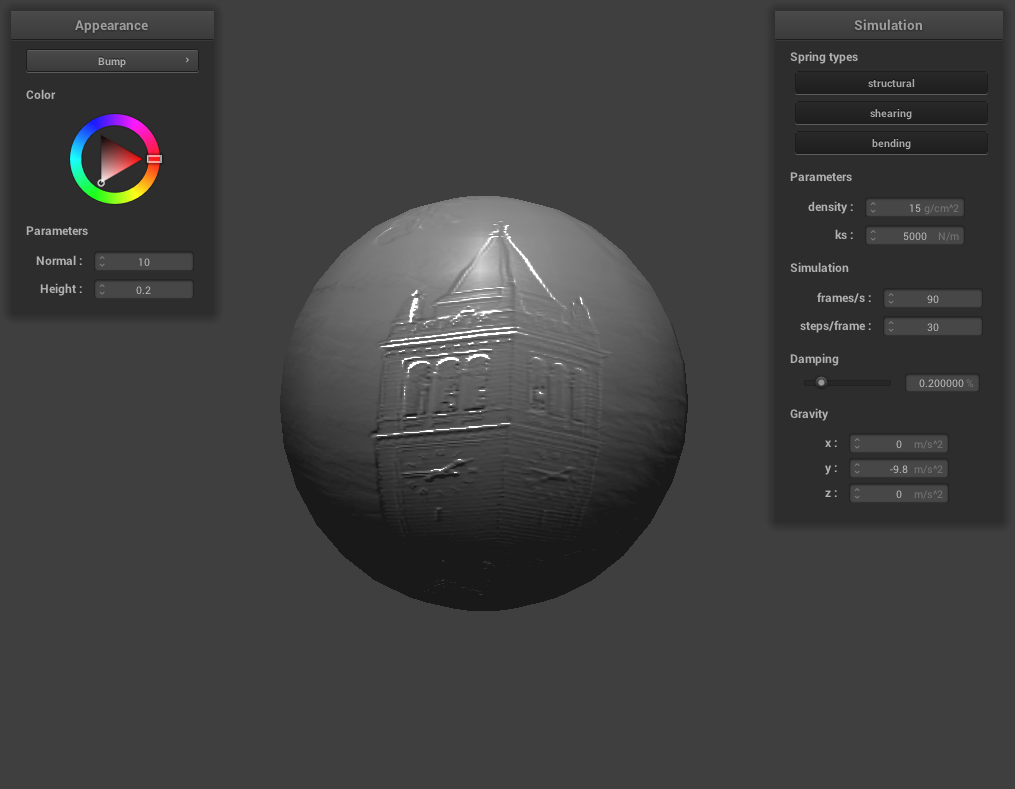 Appearance
Bump ›
Color
Parameters
Normal : 10
Height : 0.2
Simulation
Spring types
structural
shearing
bending
Parameters
density : 15 g/cm^2
ks : 5000 N/m
Simulation
frames/s : 90
steps/frame : 30
Damping
0.200000 %
Gravity
x : 0 m/s^2
y : -9.8 m/s^2
z : 0 m/s^2